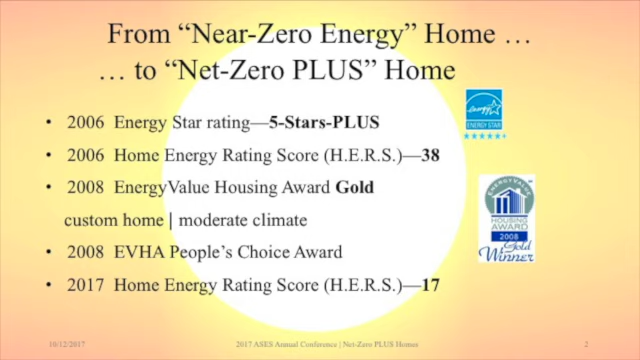 From “Near-Zero Energy” Home …
… to “Net-Zero PLUS” Home
• 2006 Energy Star rating—5-Stars-PLUS
• 2006 Home Energy Rating Score (H.E.R.S.)—38
• 2008 EnergyValue Housing Award Gold
custom home | moderate climate
• 2008 EVHA People’s Choice Award
• 2017 Home Energy Rating Score (H.E.R.S.)—17
energy
ENERGY STAR
ENERGYVALUE
HOUSING
AWARD
2008
Gold
Winner
10/12/2017
2017 ASES Annual Conference | Net-Zero PLUS Homes
2